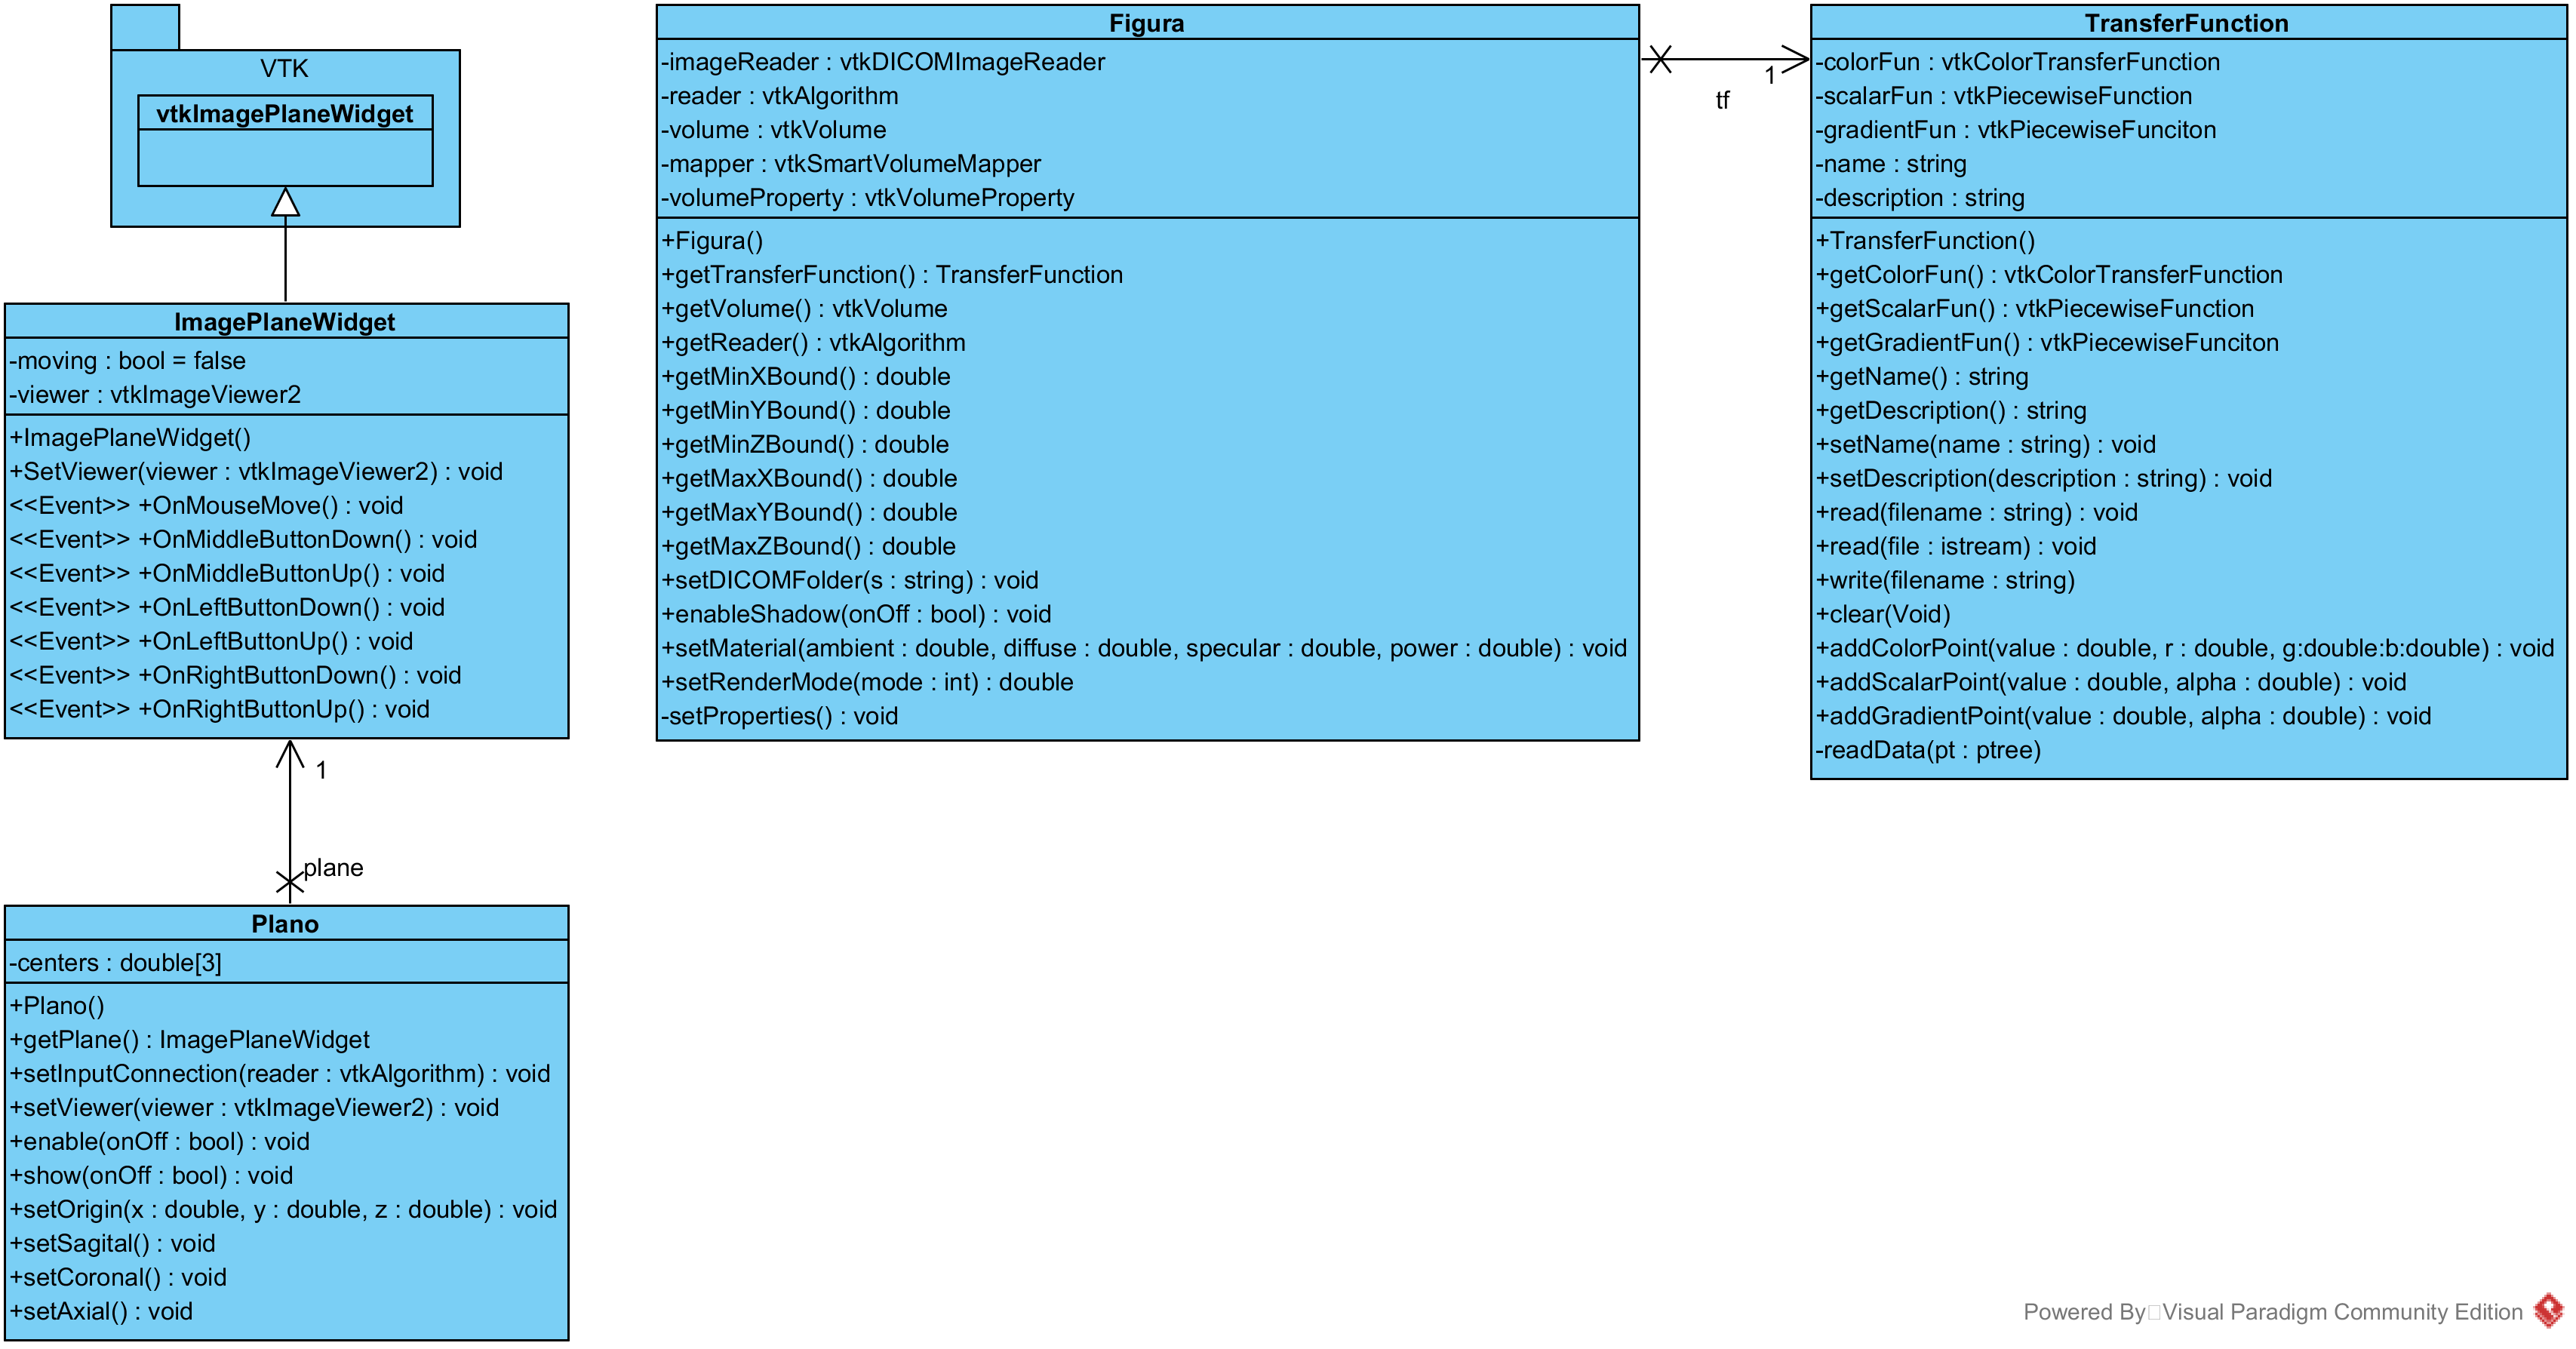 VTK
vtkImagePlaneWidget
ImagePlaneWidget
-moving : bool = false
-viewer : vtkImageViewer2
+ImagePlaneWidget()
+SetViewer(viewer : vtkImageViewer2) : void
<<Event>> +OnMouseMove() : void
<<Event>> +OnMiddleButtonDown() : void
<<Event>> +OnMiddleButtonUp() : void
<<Event>> +OnLeftButtonDown() : void
<<Event>> +OnLeftButtonUp() : void
<<Event>> +OnRightButtonDown() : void
<<Event>> +OnRightButtonUp() : void
1
plane
Plano
-centers : double[3]
+Plano()
+getPlane() : ImagePlaneWidget
+setInputConnection(reader : vtkAlgorithm) : void
+setViewer(viewer : vtkImageViewer2) : void
+enable(onOff : bool) : void
+show(onOff : bool) : void
+setOrigin(x : double, y : double, z : double) : void
+setSagital() : void
+setCoronal() : void
+setAxial() : void
Figura
-imageReader : vtkDICOMImageReader
-reader : vtkAlgorithm
-volume : vtkVolume
-mapper : vtkSmartVolumeMapper
-volumeProperty : vtkVolumeProperty
+Figura()
+getTransferFunction() : TransferFunction
+getVolume() : vtkVolume
+getReader() : vtkAlgorithm
+getMinXBound() : double
+getMinYBound() : double
+getMinZBound() : double
+getMaxXBound() : double
+getMaxYBound() : double
+getMaxZBound() : double
+setDICOMFolder(s : string) : void
+enableShadow(onOff : bool) : void
+setMaterial(ambient : double, diffuse : double, specular : double, power : double) : void
+setRenderMode(mode : int) : double
-setProperties() : void
1
tf
TransferFunction
-colorFun : vtkColorTransferFunction
-scalarFun : vtkPiecewiseFunction
-gradientFun : vtkPiecewiseFunciton
-name : string
-description : string
+TransferFunction()
+getColorFun() : vtkColorTransferFunction
+getScalarFun() : vtkPiecewiseFunction
+getGradientFun() : vtkPiecewiseFunciton
+getName() : string
+getDescription() : string
+setName(name : string) : void
+setDescription(description : string) : void
+read(filename : string) : void
+read(file : istream) : void
+write(filename : string)
+clear(Void)
+addColorPoint(value : double, r : double, g:double:b:double) : void
+addScalarPoint(value : double, alpha : double) : void
+addGradientPoint(value : double, alpha : double) : void
-readData(pt : ptree)
Powered By Visual Paradigm Community Edition